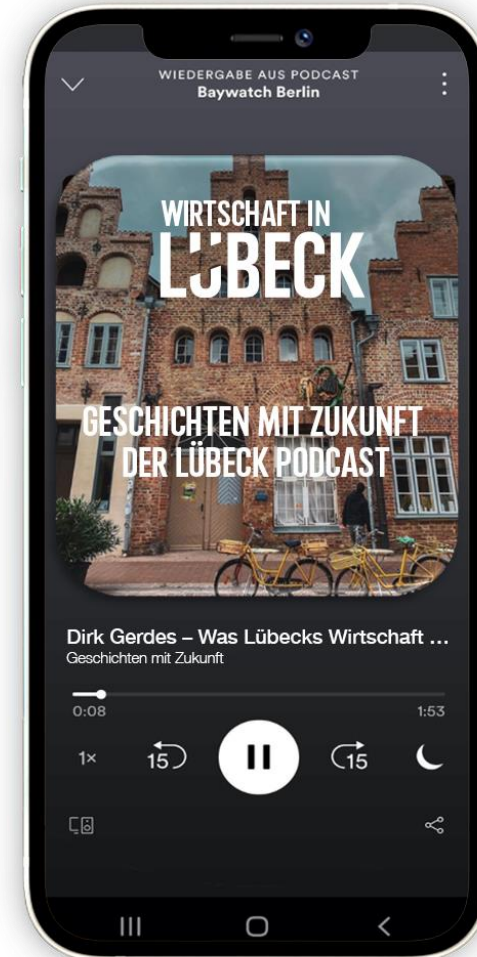 WIEDERGABE AUS PODCAST
Baywatch Berlin
WIRTSCHAFT IN
LÜBECK
GESCHICHTEN MIT ZUKUNFT
DER LÜBECK PODCAST
Dirk Gerdes – Was Lübecks Wirtschaft ...
Geschichten mit Zukunft
0:08
1:53
1×
15
15